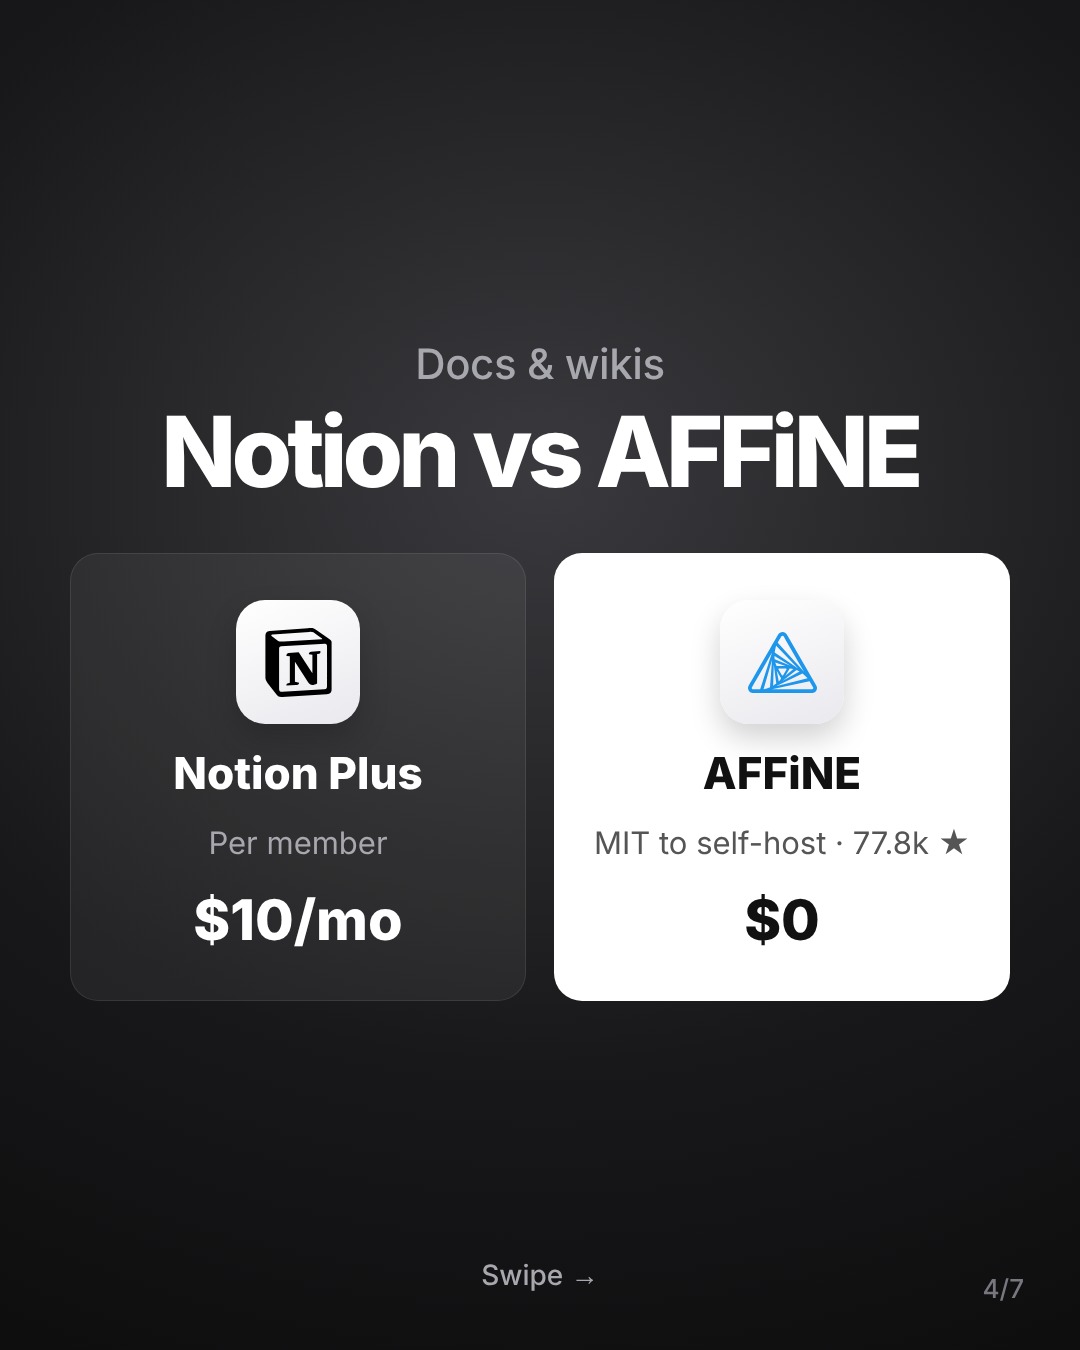 Docs & wikis
Notion vs AFFiNE
N
Notion Plus
Per member
$10/mo
AFFiNE
MIT to self-host · 77.8k ★
$0
Swipe →
4/7